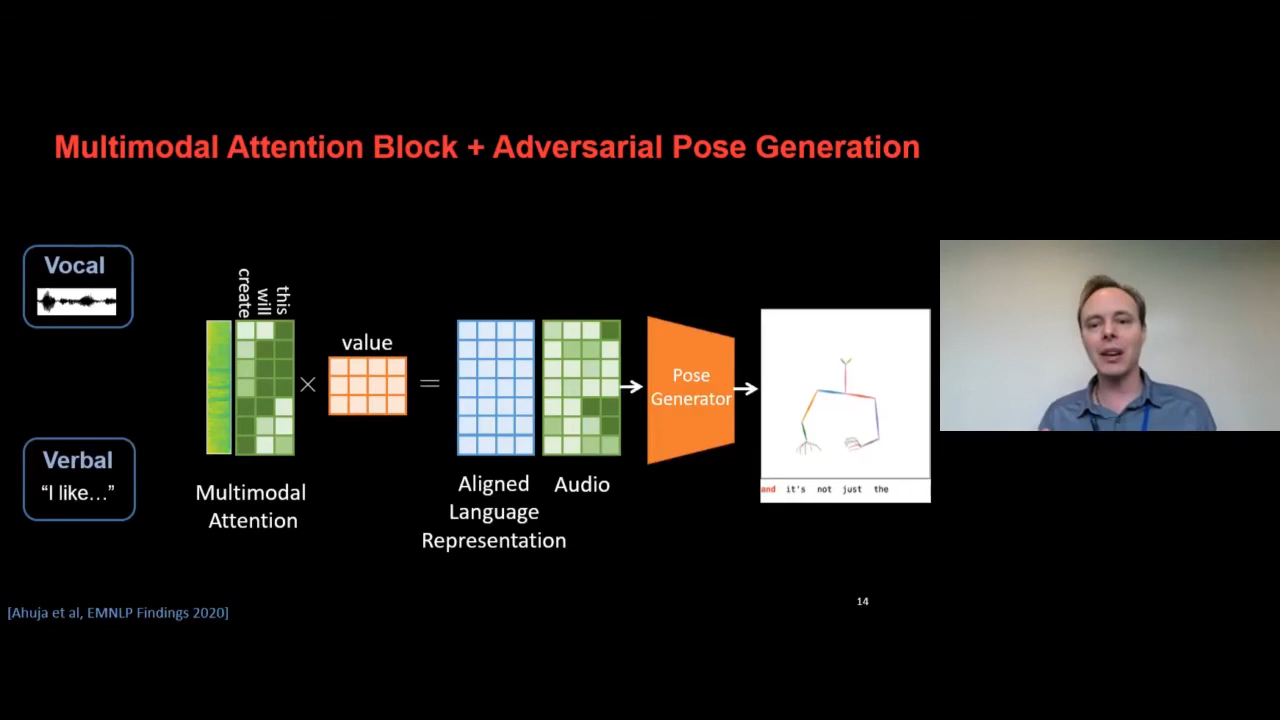 Multimodal Attention Block + Adversarial Pose Generation
Vocal
create
will
this
value
×
=
Pose
Generator
Verbal
“I like…”
Multimodal
Attention
Aligned
Language
Representation
Audio
and it's not just the
[Ahuja et al, EMNLP Findings 2020]
14